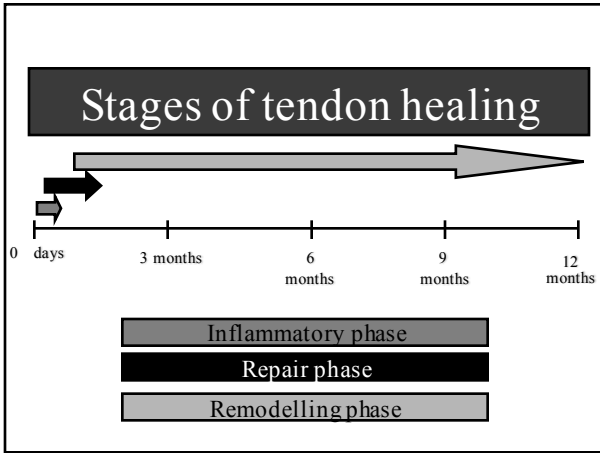 Stages of tendon healing
0 days 3 months 6 months 9 months 12 months
Inflammatory phase
Repair phase
Remodelling phase